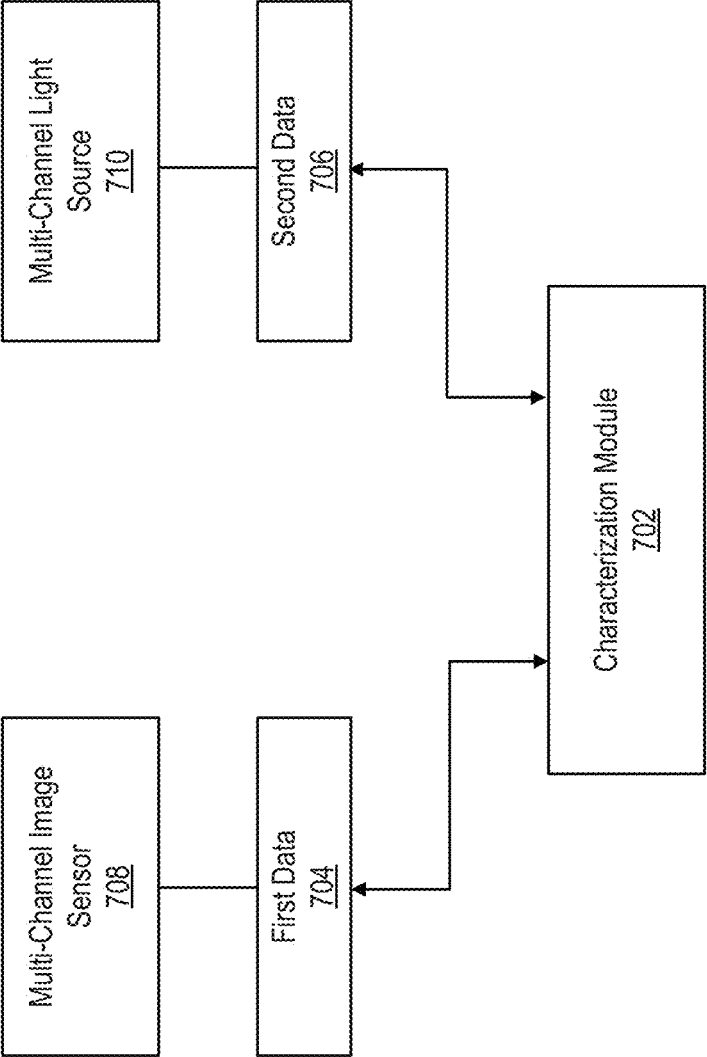 Multi-Channel Image
Sensor
708
Multi-Channel Light
Source
710
First Data
704
Second Data
706
Characterization Module
702